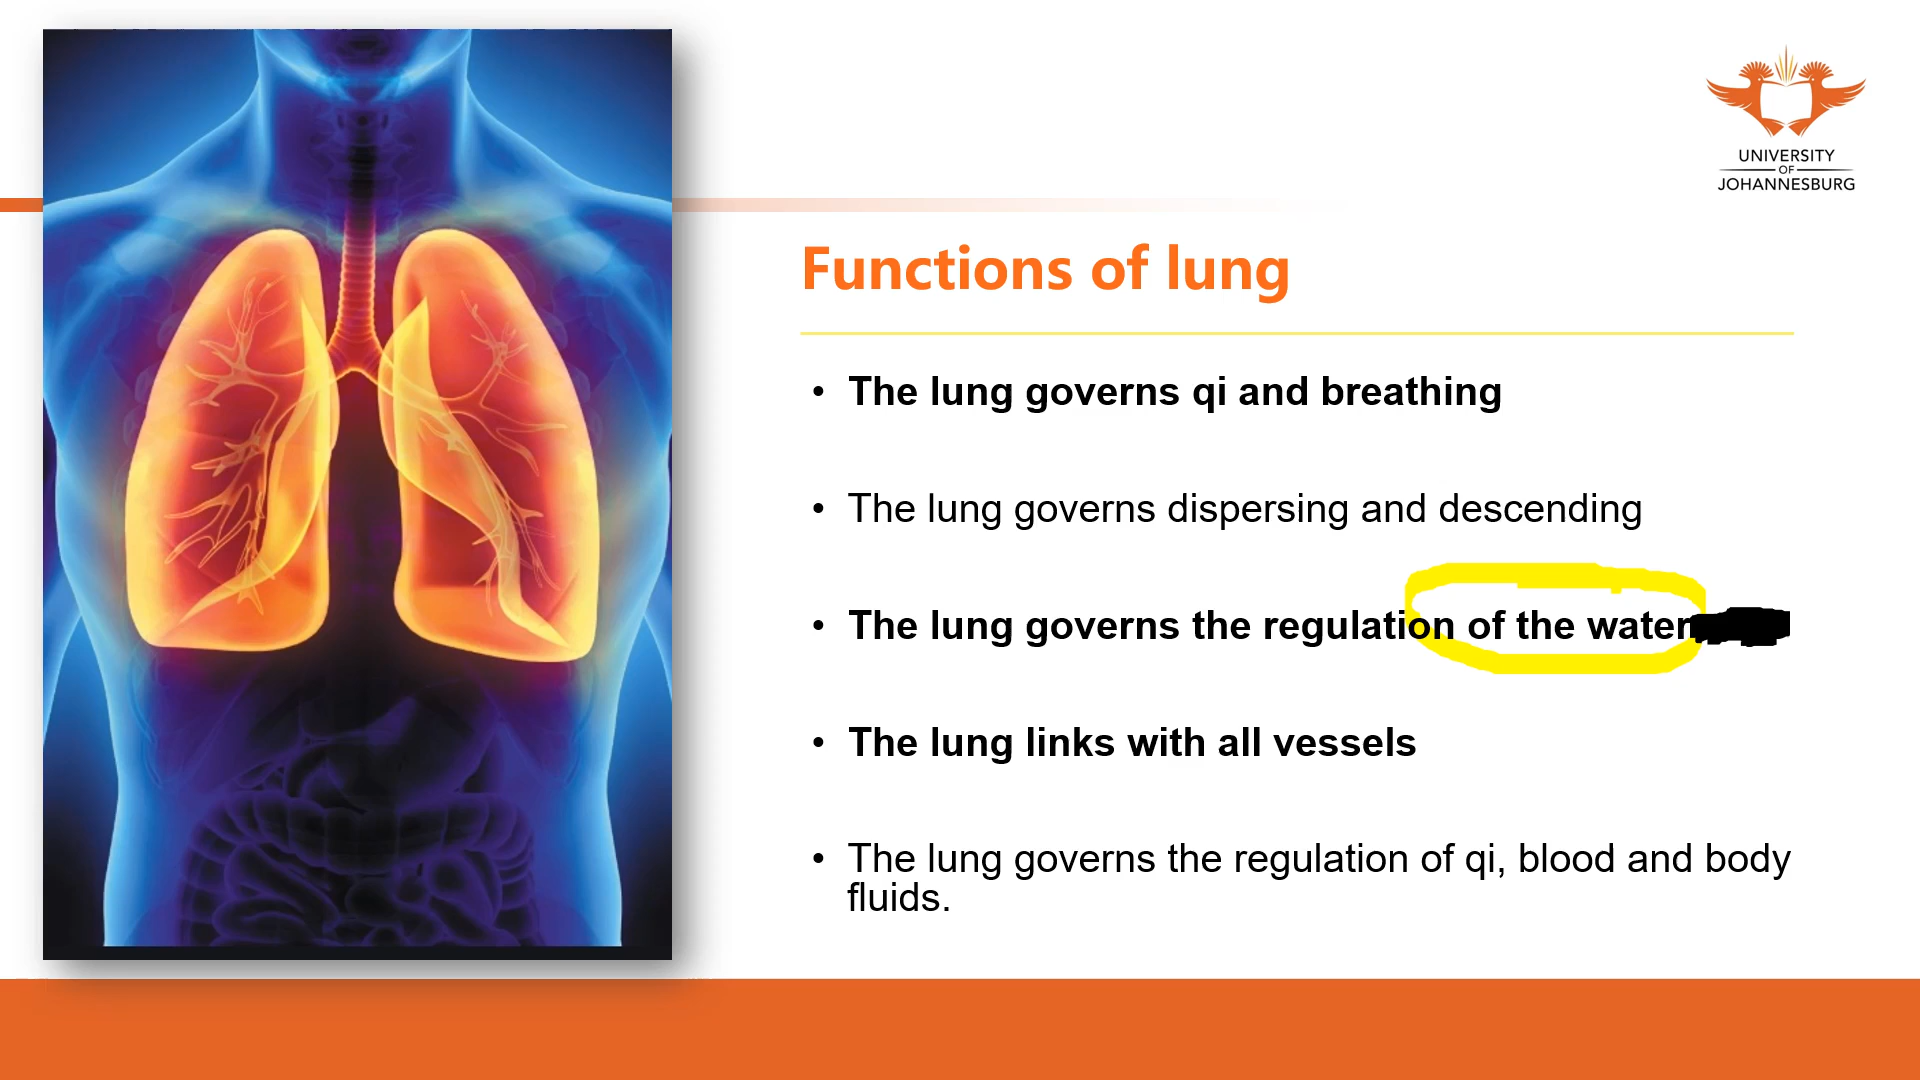 UNIVERSITY
OF
JOHANNESBURG
Functions of lung
• The lung governs qi and breathing
• The lung governs dispersing and descending
• The lung governs the regulation of the water
• The lung links with all vessels
• The lung governs the regulation of qi, blood and body
fluids.